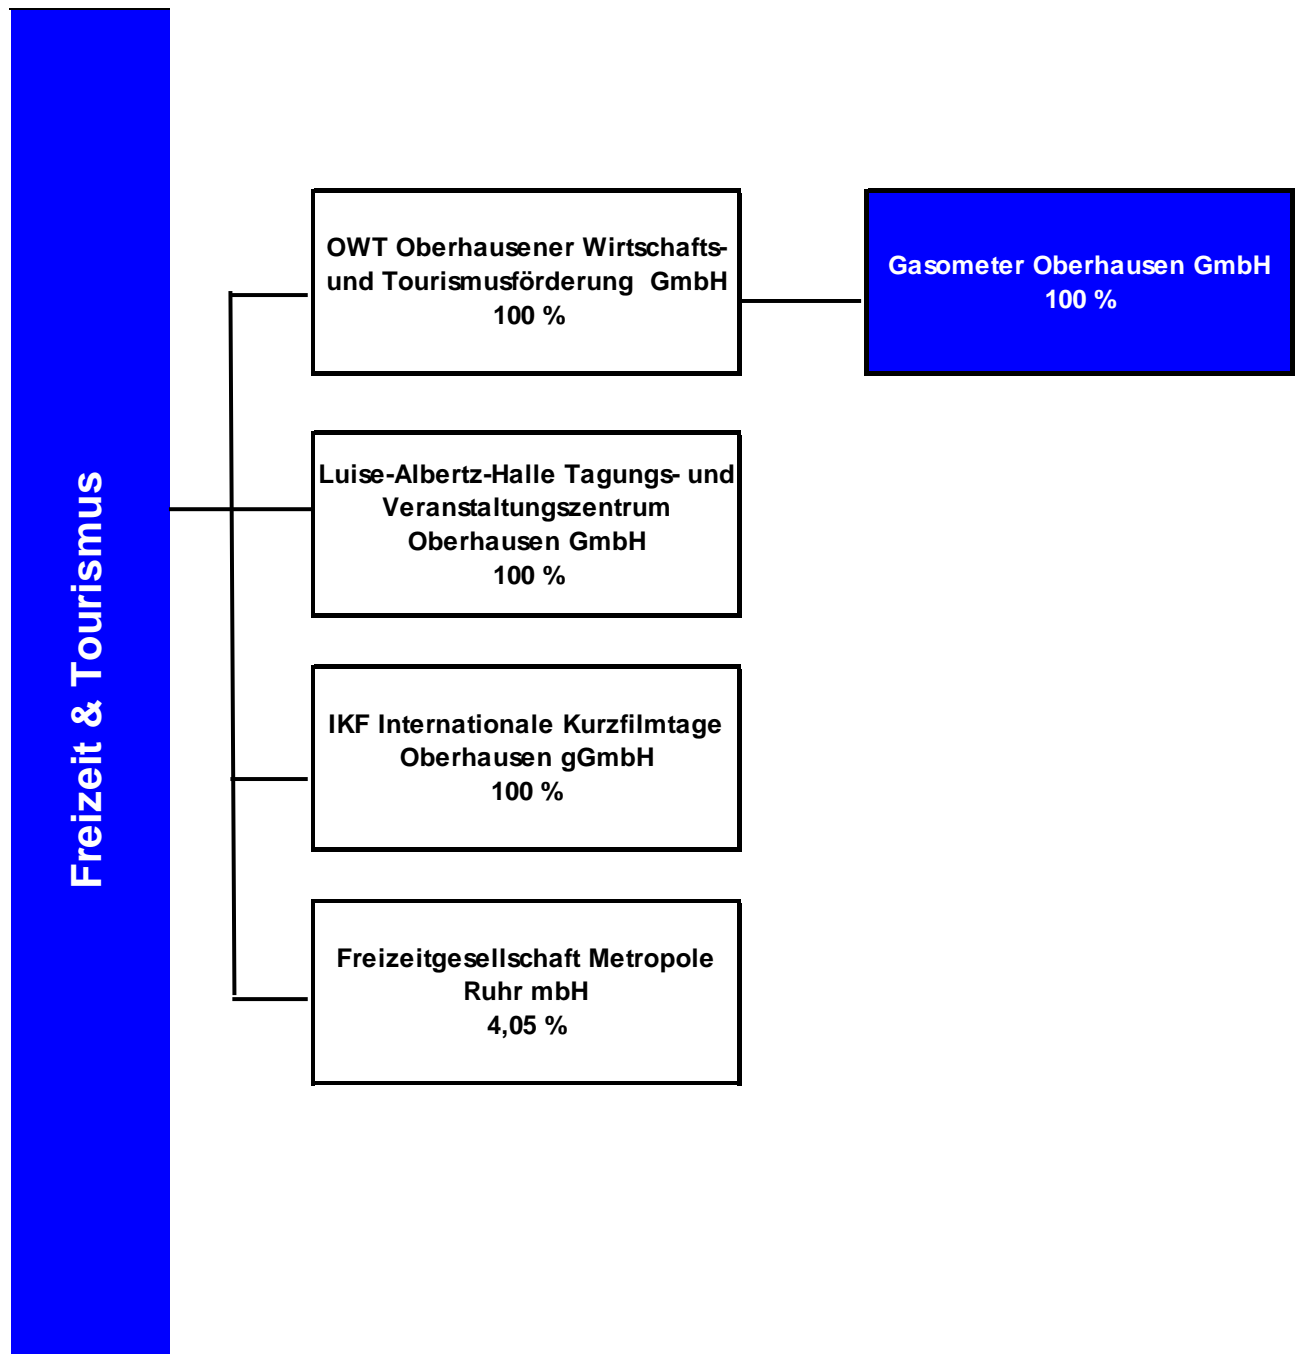 Freizeit & Tourismus
OWT Oberhausener Wirtschafts-
und Tourismusförderung GmbH
100 %
Gasometer Oberhausen GmbH
100 %
Luise-Albertz-Halle Tagungs- und
Veranstaltungszentrum
Oberhausen GmbH
100 %
IKF Internationale Kurzfilmtage
Oberhausen gGmbH
100 %
Freizeitgesellschaft Metropole
Ruhr mbH
4,05 %